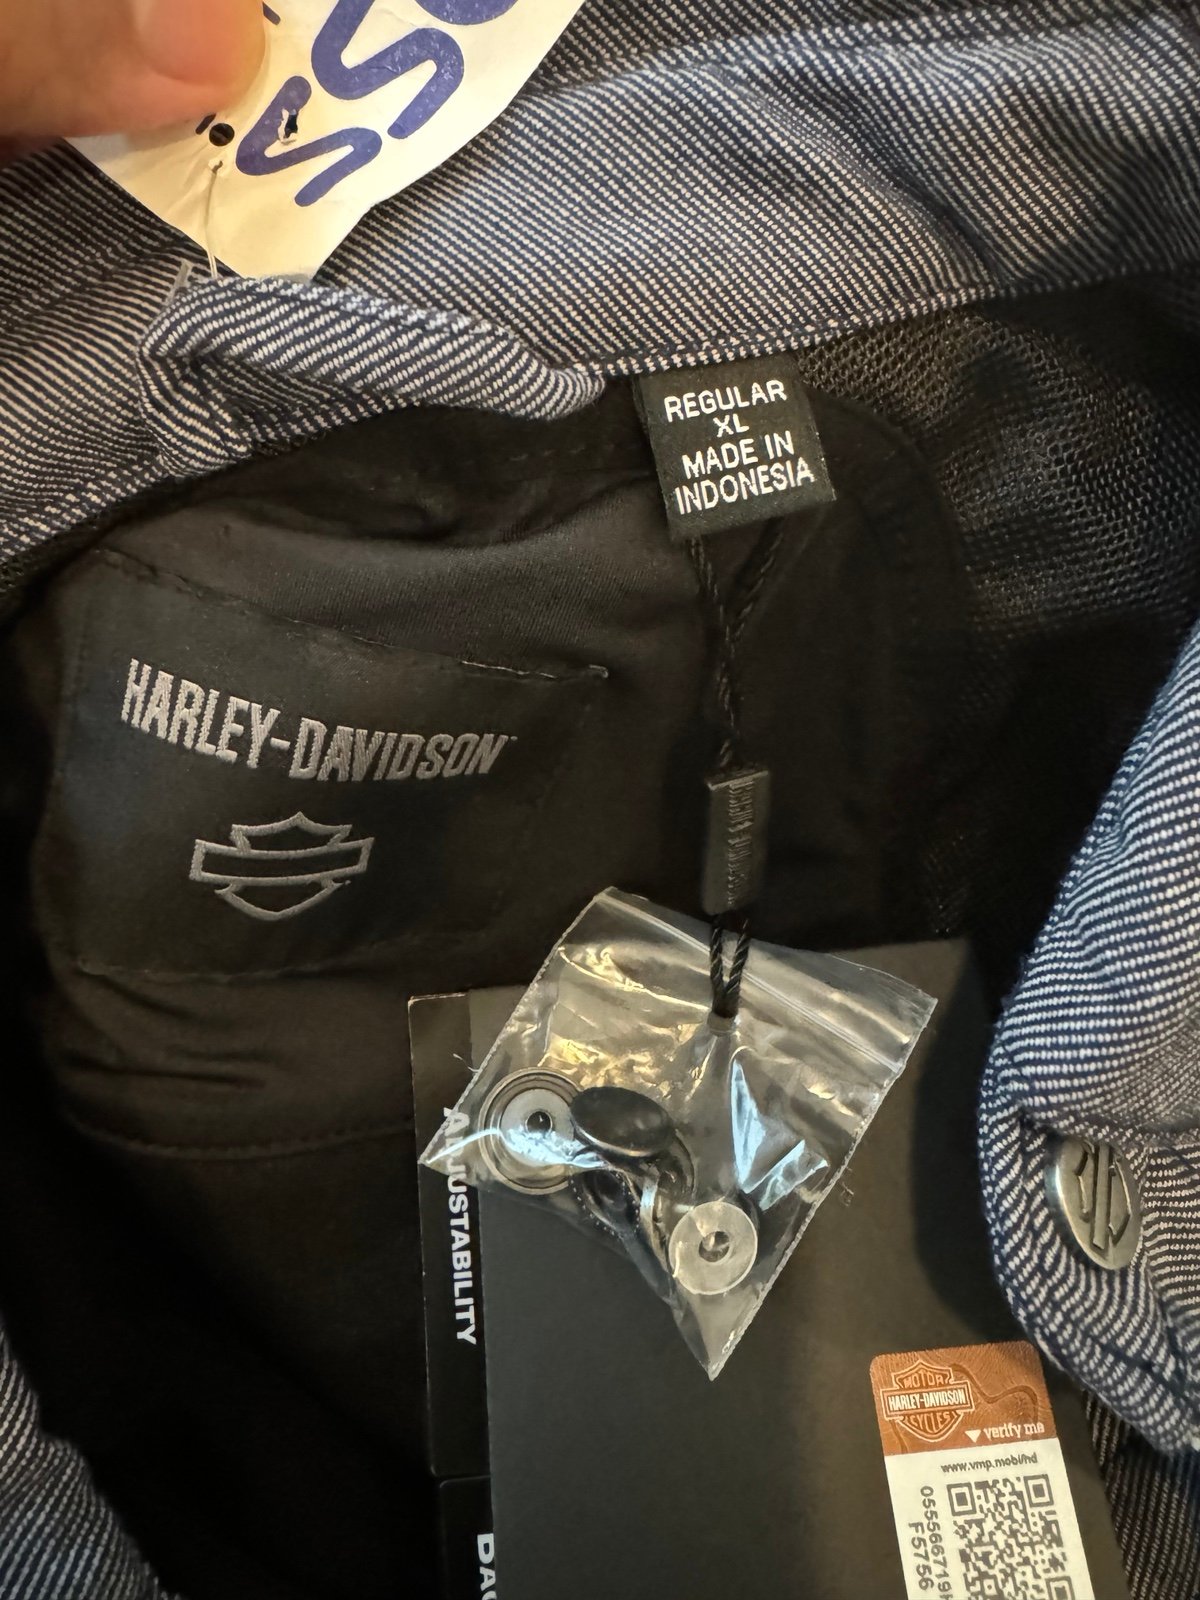 REGULAR
XL
MADE IN
INDONESIA
HARLEY-DAVIDSON
ADJUSTABILITY
MOTOR
HARLEY-DAVIDSON
CYCLES
verify me
www.vmp.mobi/hd
F5756